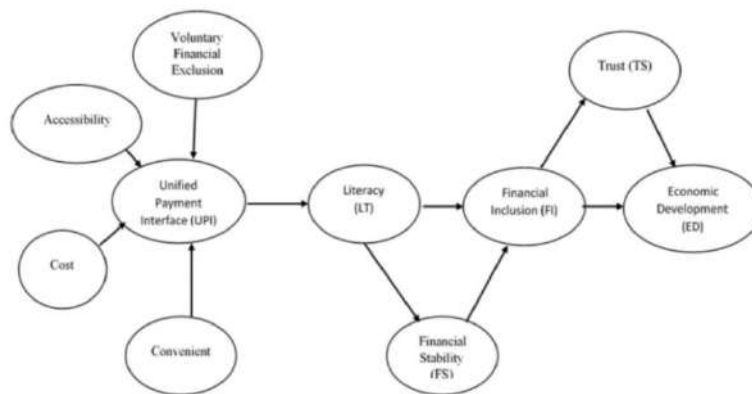 Voluntary
Financial
Exclusion
Accessibility
Unified
Payment
Interface (UPI)
Cost
Convenient
Literacy
(LT)
Financial
Stability
(FS)
Financial
Inclusion (FI)
Trust (TS)
Economic
Development
(ED)